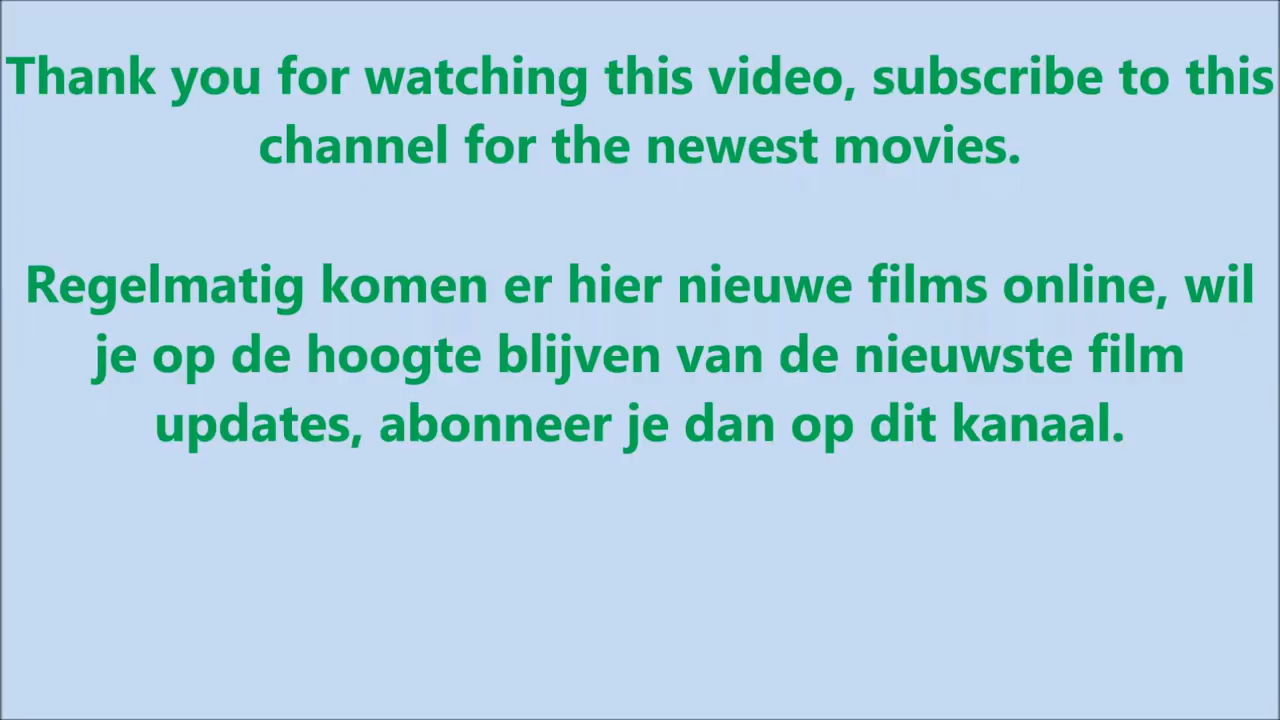 Thank you for watching this video, subscribe to this
channel for the newest movies.
Regelmatig komen er hier nieuwe films online, wil
je op de hoogte blijven van de nieuwste film
updates, abonneer je dan op dit kanaal.